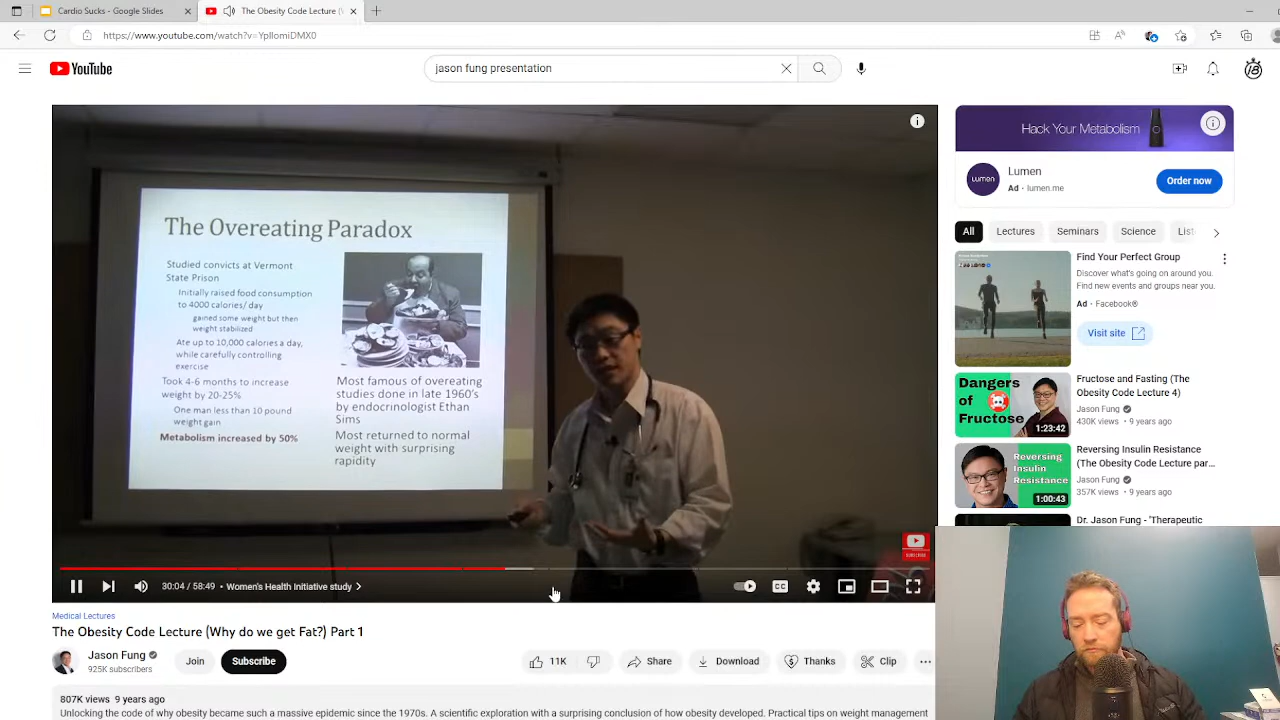 Cardio Sucks - Google Slides
The Obesity Code Lecture (
https://www.youtube.com/watch?v=YpllomiDMX0
YouTube
jason fung presentation
The Overeating Paradox
Studied convicts at Vermont
State Prison
Initially raised food consumption
to 4000 calories/ day
gained some weight but then
weight stabilized
Ate up to 10,000 calories a day,
while carefully controlling
exercise
Took 4-6 months to increase
weight by 20-25%
One man less than 10 pound
weight gain
Metabolism increased by 50%
Most famous of overeating
studies done in late 1960's
by endocrinologist Ethan
Sims
Most returned to normal
weight with surprising
rapidity
SUBSCRIBE
30:04 / 58:49 • Women's Health Initiative study
CC
Medical Lectures
The Obesity Code Lecture (Why do we get Fat?) Part 1
Jason Fung
925K subscribers
Join
Subscribe
11K
Share
Download
Thanks
Clip
807K views 9 years ago
Unlocking the code of why obesity became such a massive epidemic since the 1970s. A scientific exploration with a surprising conclusion of how obesity developed. Practical tips on weight management
Hack Your Metabolism
LUMEN
Lumen
Ad • lumen.me
Order now
All
Lectures
Seminars
Science
List
Find Your Perfect Group
Discover what's going on around you.
Find new events and groups near you.
Ad • Facebook®
Visit site
Dangers
of
Fructose
1:23:42
Fructose and Fasting (The
Obesity Code Lecture 4)
Jason Fung
430K views • 9 years ago
Reversing
Insulin
Resistance
1:00:43
Reversing Insulin Resistance
(The Obesity Code Lecture par...
Jason Fung
357K views • 9 years ago
Dr. Jason Fung - 'Therapeutic